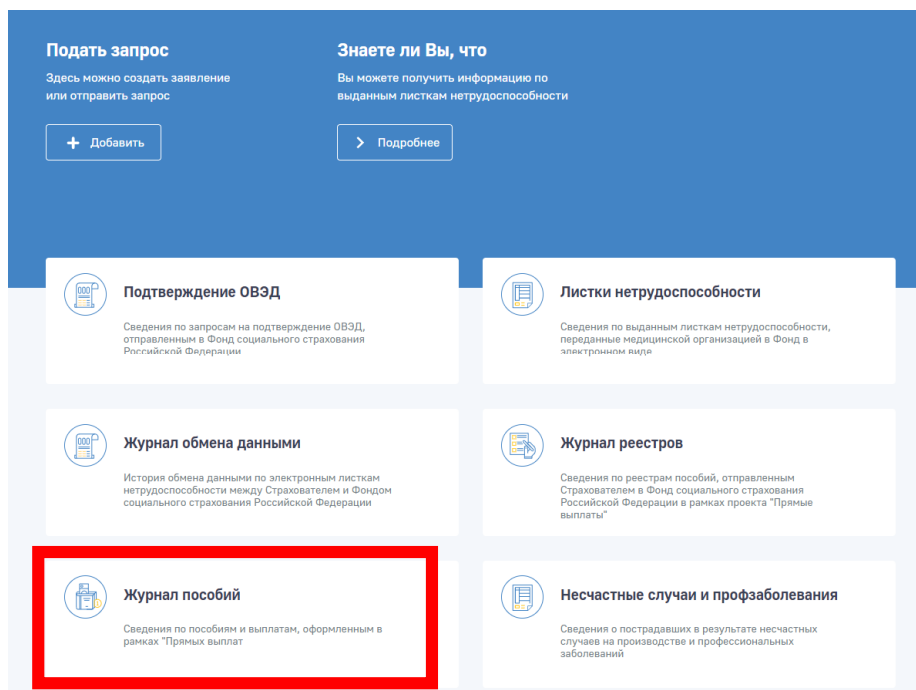 Подать запрос
Здесь можно создать заявление
или отправить запрос
Добавить
Знаете ли Вы, что
Вы можете получить информацию по
выданным листкам нетрудоспособности
Подробнее
Подтверждение ОВЭД
Сведения по запросам на подтверждение ОВЭД,
отправленным в Фонд социального страхования
Российской Федерации
Листки нетрудоспособности
Сведения по выданным листкам нетрудоспособности,
переданные медицинской организацией в Фонд в
электронном виде
Журнал обмена данными
История обмена данными по электронным листкам
нетрудоспособности между Страхователем и Фондом
социального страхования Российской Федерации
Журнал реестров
Сведения по реестрам пособий, отправленным
Страхователем в Фонд социального страхования
Российской Федерации в рамках проекта "Прямые
выплаты"
Журнал пособий
Сведения по пособиям и выплатам, оформленным в
рамках "Прямых выплат
Несчастные случаи и профзаболевания
Сведения о пострадавших в результате несчастных
случаев на производстве и профессиональных
заболеваний